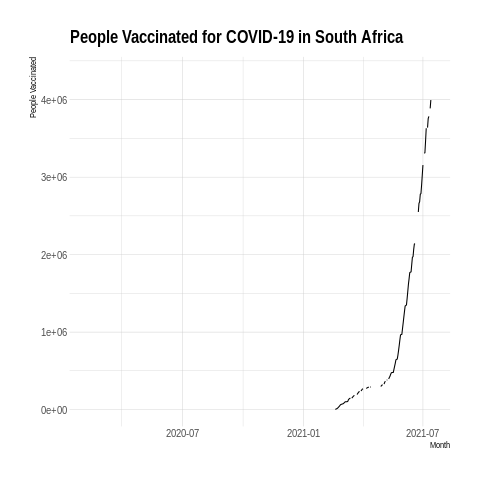 People Vaccinated for COVID-19 in South Africa
People Vaccinated
4e+06
3e+06
2e+06
1e+06
0e+00
2020-07 2021-01 2021-07
Month